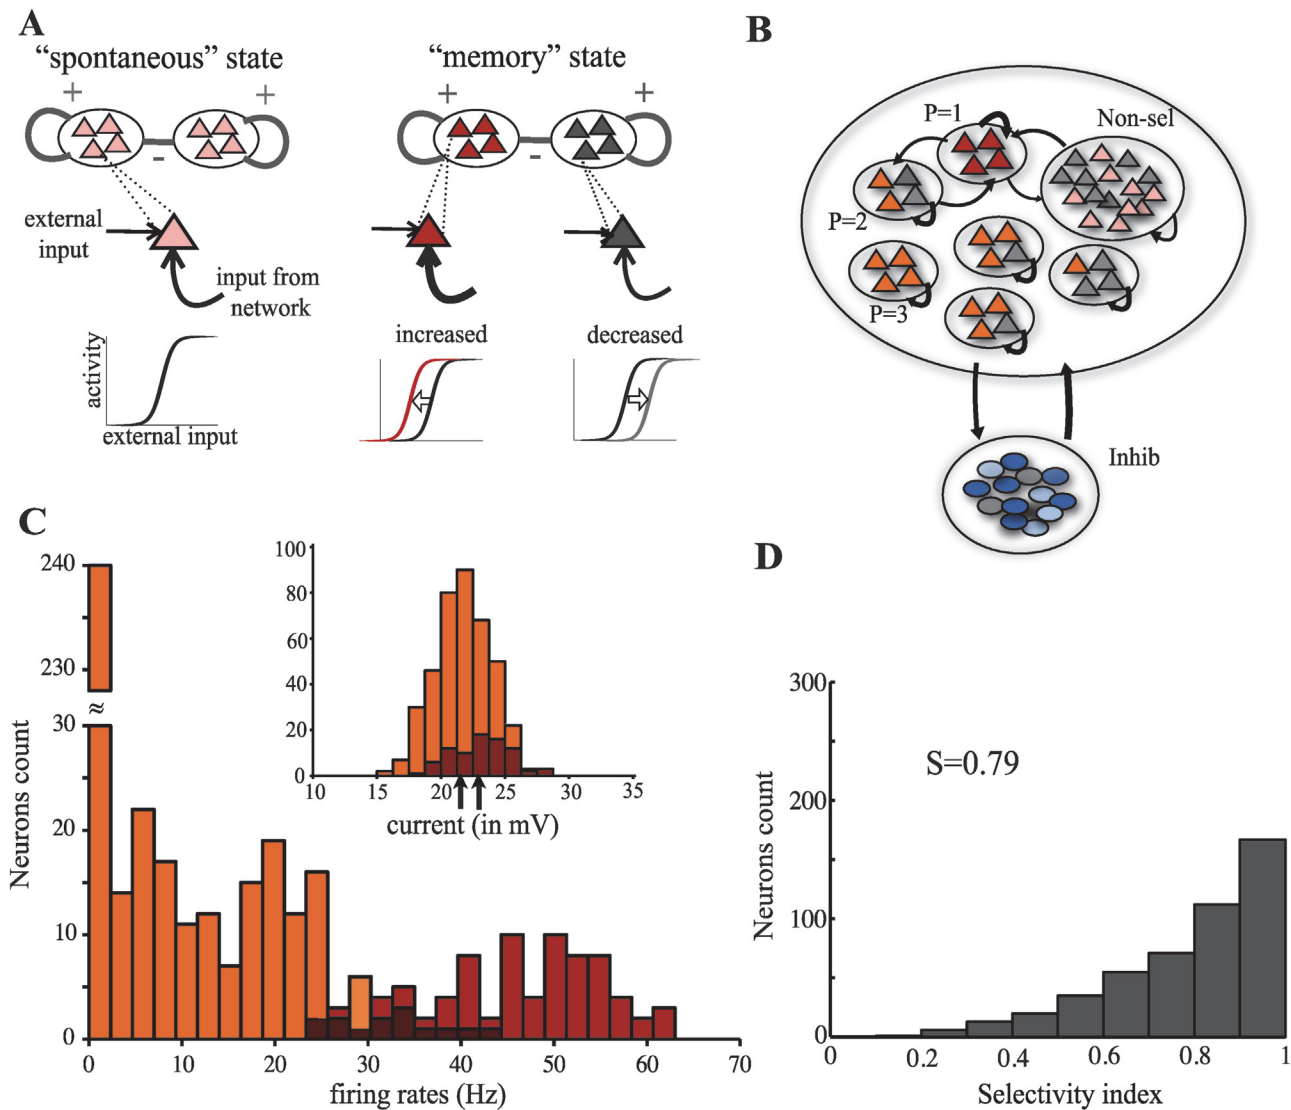 A
“spontaneous” state
“memory” state
+
+
+
+
-
-
external
input
input from
network
increased
decreased
activity
external input
B
P=1
Non-sel
P=2
P=3
Inhib
C
Neurons count
240
230
30
≈
20
10
0
0
10
20
30
40
50
60
70
firing rates (Hz)
100
80
60
40
20
0
10
15
20
25
30
35
current (in mV)
D
Neurons count
300
200
100
0
S=0.79
0
0.2
0.4
0.6
0.8
1
Selectivity index